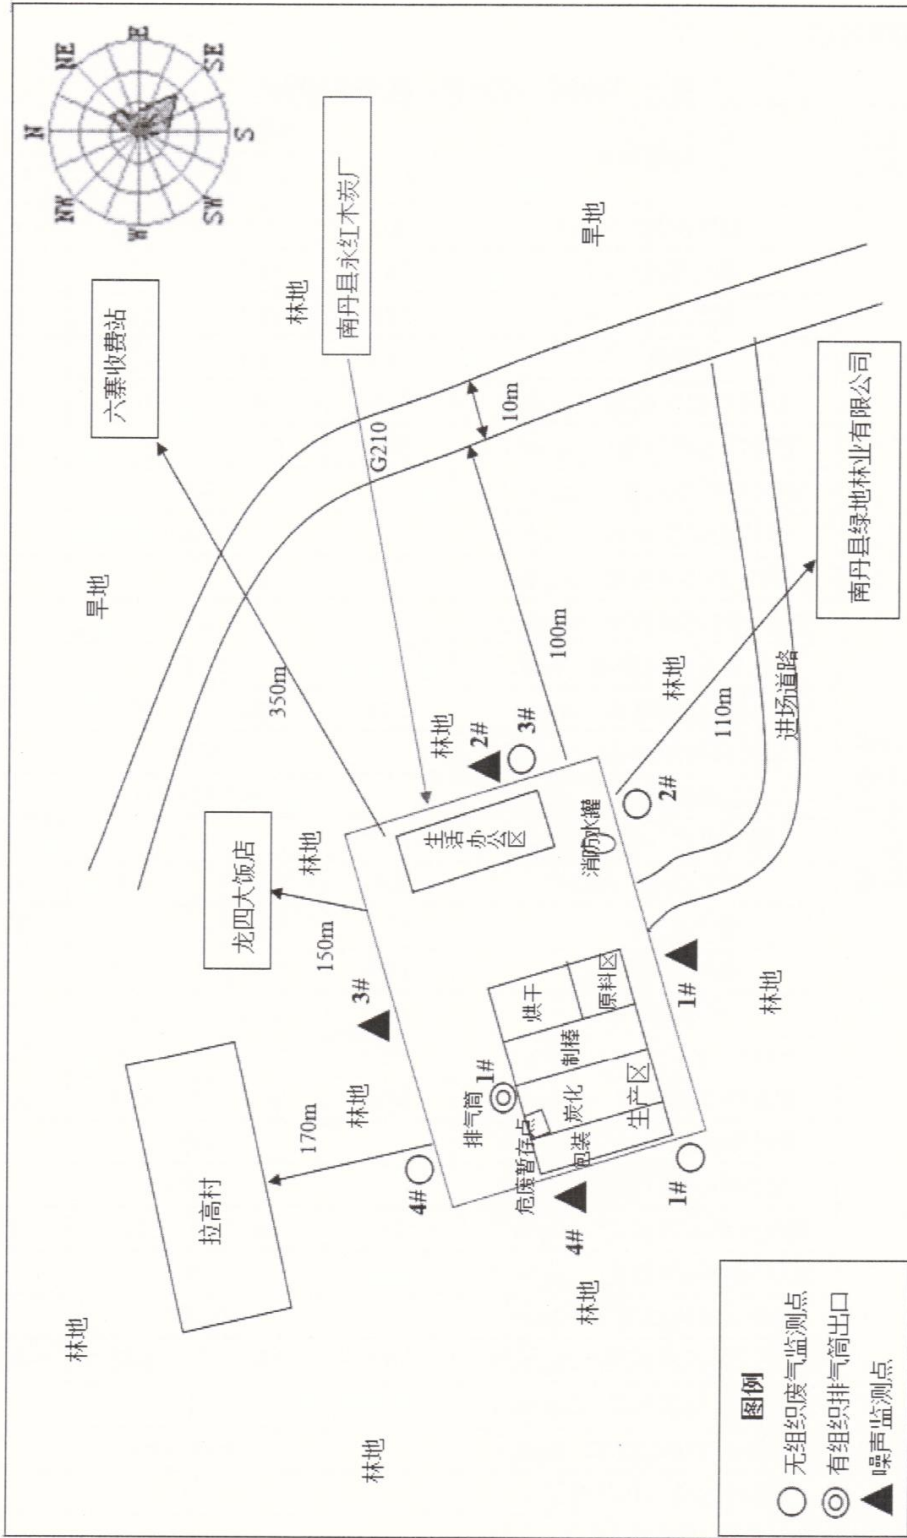 N
NE
E
SE
S
SW
W
NW
六寨收费站
林地
南丹县永红木炭厂
旱地
旱地
G210
10m
350m
100m
南丹县绿地林业有限公司
林地
110m
进场道路
龙四大饭店
林地
150m
林地
2#
3#
生活
办公区
消防水罐
2#
3#
拉高村
170m
林地
4#
排气筒
1#
烘干
原料区
制棒
炭化
包装
生产区
危废暂存点
1#
林地
4#
1#
林地
林地
林地
图例
无组织废气监测点
有组织排气筒出口
噪声监测点